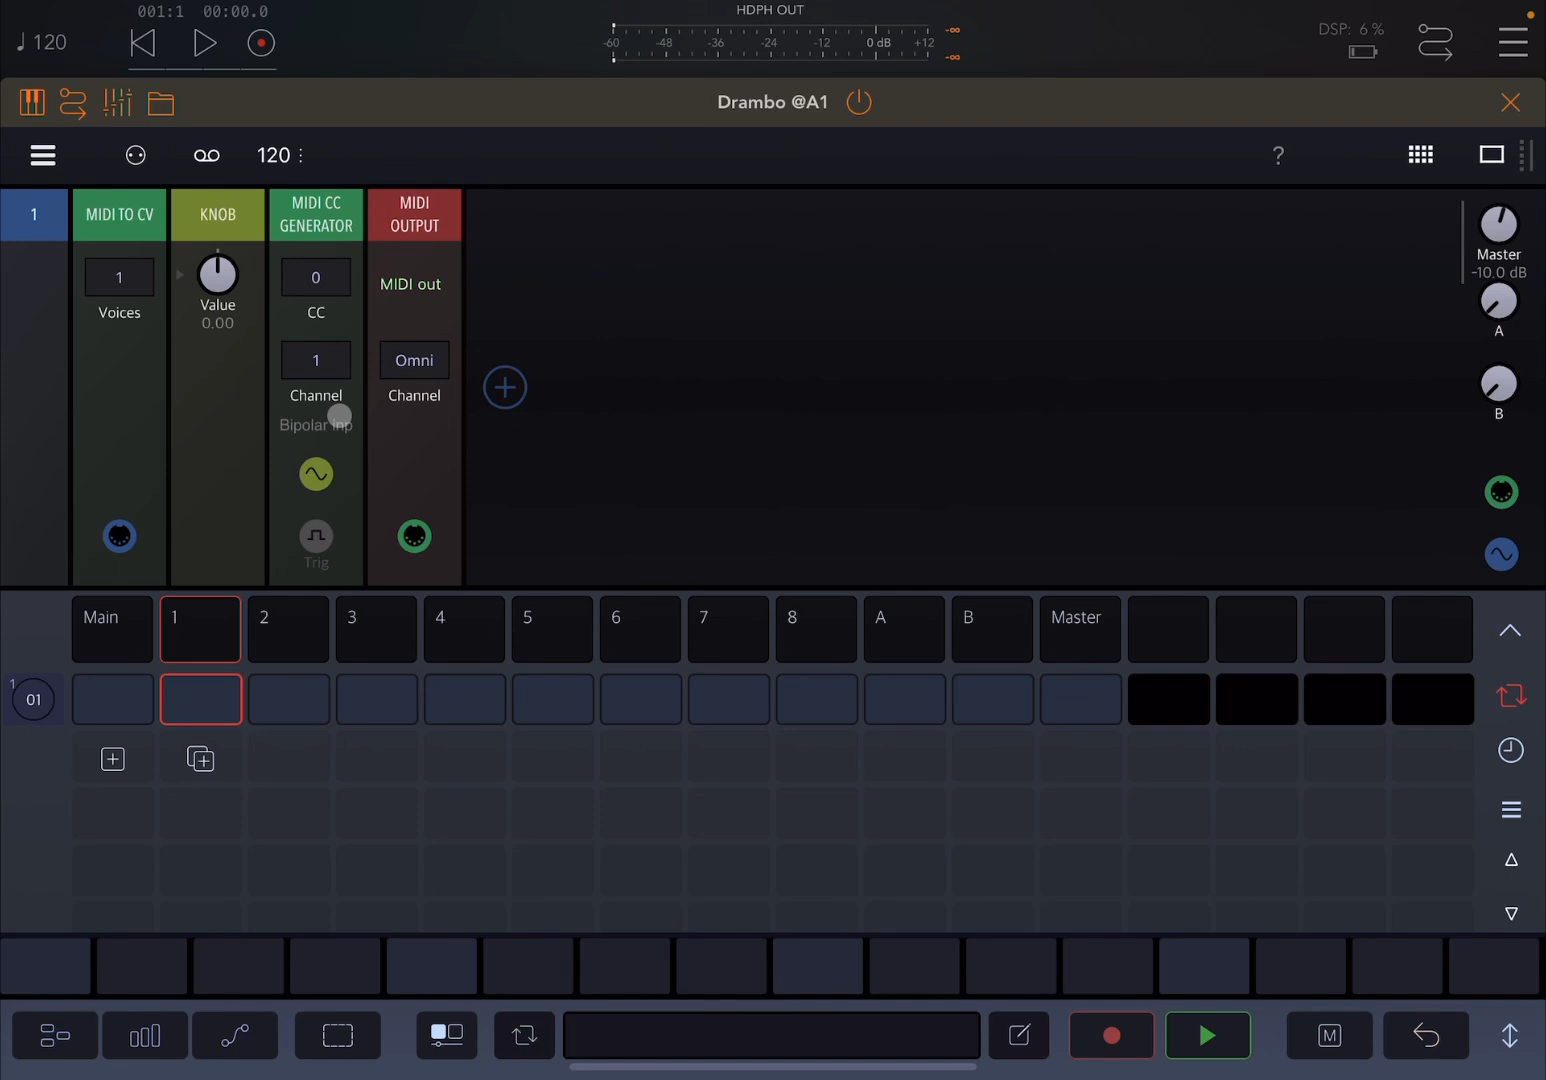 001:1 00:00.0
HDPH OUT
♩ 120
-60 -48 -36 -24 -12 0 dB +12
-∞
-∞
DSP: 6 %
Drambo @A1
120
?
1
MIDI TO CV
KNOB
MIDI CC
GENERATOR
MIDI
OUTPUT
1
Voices
Value
0.00
0
CC
1
Channel
Bipolar inp
Trig
MIDI out
Omni
Channel
Master
-10.0 dB
A
B
Main 1 2 3 4 5 6 7 8 A B Master
1
01
M